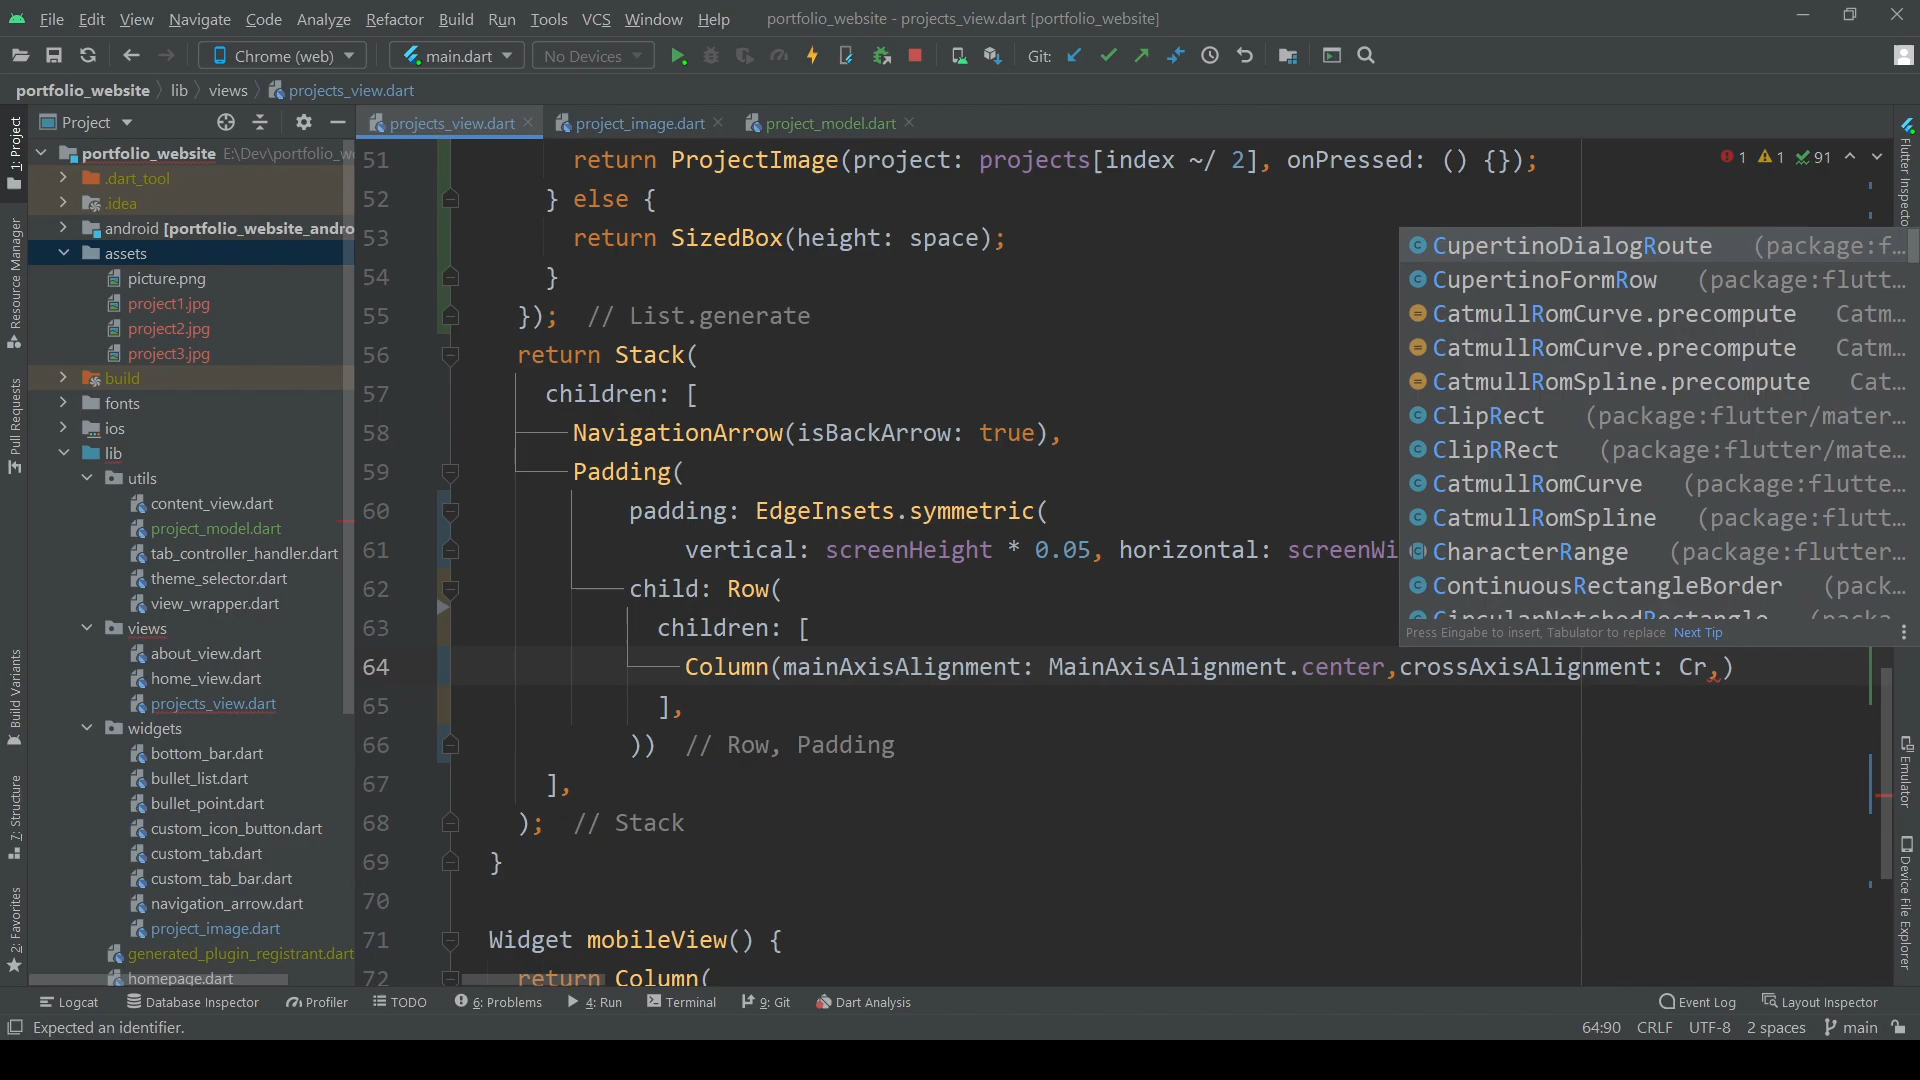 File Edit View Navigate Code Analyze Refactor Build Run Tools VCS Window Help portfolio_website - projects_view.dart [portfolio_website]
Chrome (web) main.dart No Devices Git:
portfolio_website lib views projects_view.dart
Project projects_view.dart project_image.dart project_model.dart
portfolio_website E:\Dev\portfolio_w
.dart_tool
.idea
android [portfolio_website_andro
assets
picture.png
project1.jpg
project2.jpg
project3.jpg
build
fonts
ios
lib
utils
content_view.dart
project_model.dart
tab_controller_handler.dart
theme_selector.dart
view_wrapper.dart
views
about_view.dart
home_view.dart
projects_view.dart
widgets
bottom_bar.dart
bullet_list.dart
bullet_point.dart
custom_icon_button.dart
custom_tab.dart
custom_tab_bar.dart
navigation_arrow.dart
project_image.dart
generated_plugin_registrant.dart
homepage.dart
1: Project
Resource Manager
Pull Requests
Build Variants
7: Structure
2: Favorites
51 return ProjectImage(project: projects[index ~/ 2], onPressed: () {});
52 } else {
53 return SizedBox(height: space);
54 }
55 }); // List.generate
56 return Stack(
57 children: [
58 NavigationArrow(isBackArrow: true),
59 Padding(
60 padding: EdgeInsets.symmetric(
61 vertical: screenHeight * 0.05, horizontal: screenWi
62 child: Row(
63 children: [
64 Column(mainAxisAlignment: MainAxisAlignment.center,crossAxisAlignment: Cr,)
65 ],
66 )) // Row, Padding
67 ],
68 ); // Stack
69 }
70
71 Widget mobileView() {
72 return Column(
1 1 91
CupertinoDialogRoute (package:f...
CupertinoFormRow (package:flutt...
CatmullRomCurve.precompute Catm...
CatmullRomCurve.precompute Catm...
CatmullRomSpline.precompute Cat...
ClipRect (package:flutter/mater...
ClipRRect (package:flutter/mate...
CatmullRomCurve (package:flutte...
CatmullRomSpline (package:flutt...
CharacterRange (package:flutter...
ContinuousRectangleBorder (pack...
CircularNotchedRectangle (packa...
Press Eingabe to insert, Tabulator to replace Next Tip
Flutter Inspecto
Emulator
Device File Explorer
Logcat Database Inspector Profiler TODO 6: Problems 4: Run Terminal 9: Git Dart Analysis Event Log Layout Inspector
Expected an identifier. 64:90 CRLF UTF-8 2 spaces main